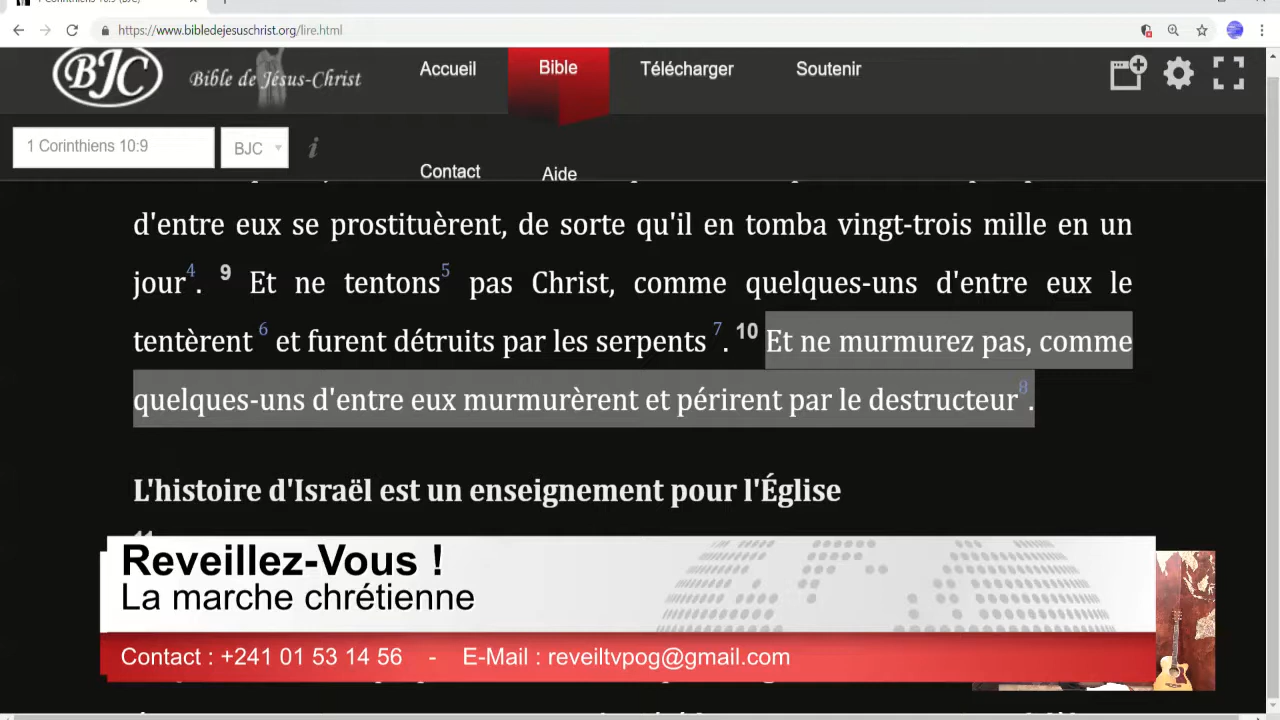 1 Corinthiens 10:9 (BJC)
https://www.bibledejesuschrist.org/lire.html
BJC Bible de Jésus-Christ
Accueil Bible Télécharger Soutenir
1 Corinthiens 10:9 BJC i
Contact Aide
d'entre eux se prostituèrent, de sorte qu'il en tomba vingt-trois mille en un
jour4. 9 Et ne tentons5 pas Christ, comme quelques-uns d'entre eux le
tentèrent 6 et furent détruits par les serpents 7. 10 Et ne murmurez pas, comme
quelques-uns d'entre eux murmurèrent et périrent par le destructeur8.
L'histoire d'Israël est un enseignement pour l'Église
Reveillez-Vous !
La marche chrétienne
Contact : +241 01 53 14 56 - E-Mail : reveiltvpog@gmail.com